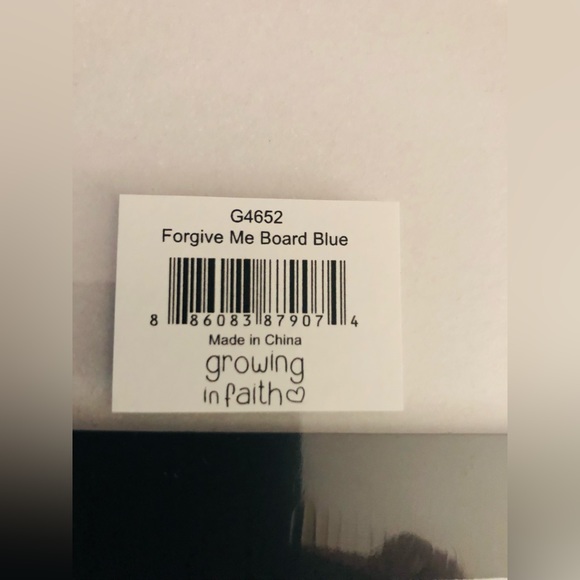 G4652
Forgive Me Board Blue
8 86083 87907 4
Made in China
growing
in faith